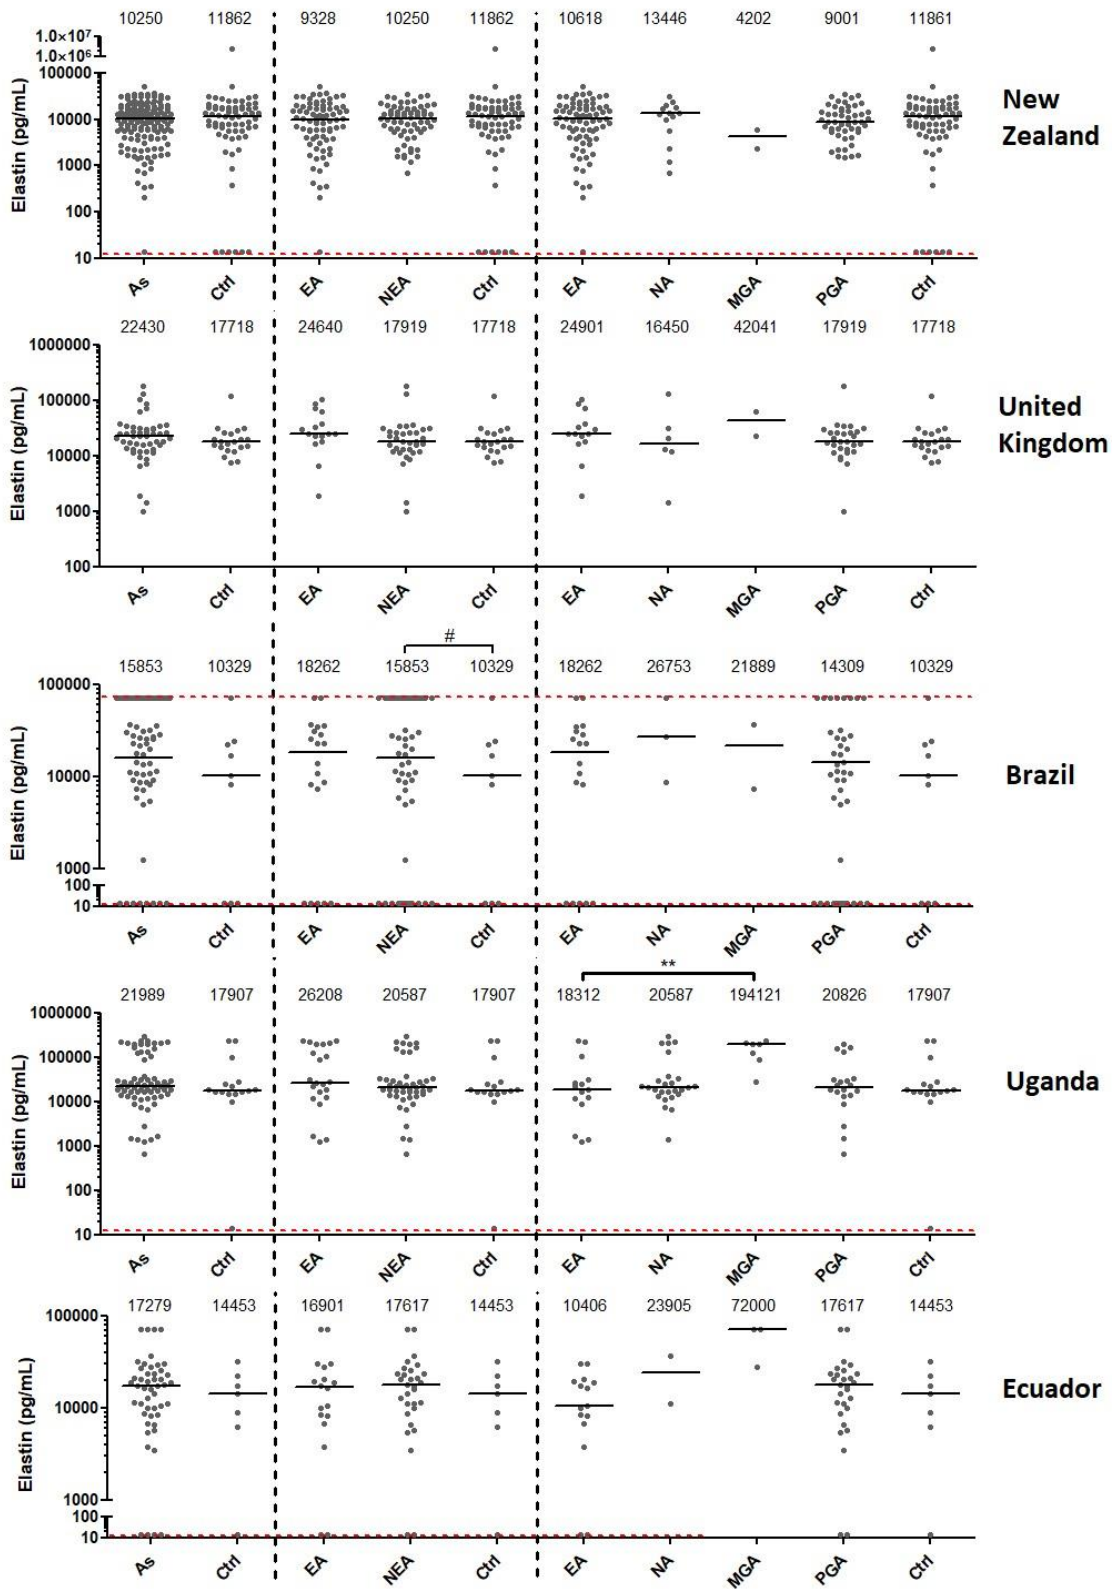 10250 11862 9328 10250 11862 10618 13446 4202 9001 11861
1.0×10⁷
1.0×10⁶
100000
10000
1000
100
10
Elastin (pg/mL)
As Ctrl EA NEA Ctrl EA NA MGA PGA Ctrl
New
Zealand
22430 17718 24640 17919 17718 24901 16450 42041 17919 17718
1000000
100000
10000
1000
100
Elastin (pg/mL)
As Ctrl EA NEA Ctrl EA NA MGA PGA Ctrl
United
Kingdom
#
15853 10329 18262 15853 10329 18262 26753 21889 14309 10329
100000
10000
1000
100
10
Elastin (pg/mL)
As Ctrl EA NEA Ctrl EA NA MGA PGA Ctrl
Brazil
**
21989 17907 26208 20587 17907 18312 20587 194121 20826 17907
1000000
100000
10000
1000
100
10
Elastin (pg/mL)
As Ctrl EA NEA Ctrl EA NA MGA PGA Ctrl
Uganda
17279 14453 16901 17617 14453 10406 23905 72000 17617 14453
100000
10000
1000
100
10
Elastin (pg/mL)
As Ctrl EA NEA Ctrl EA NA MGA PGA Ctrl
Ecuador